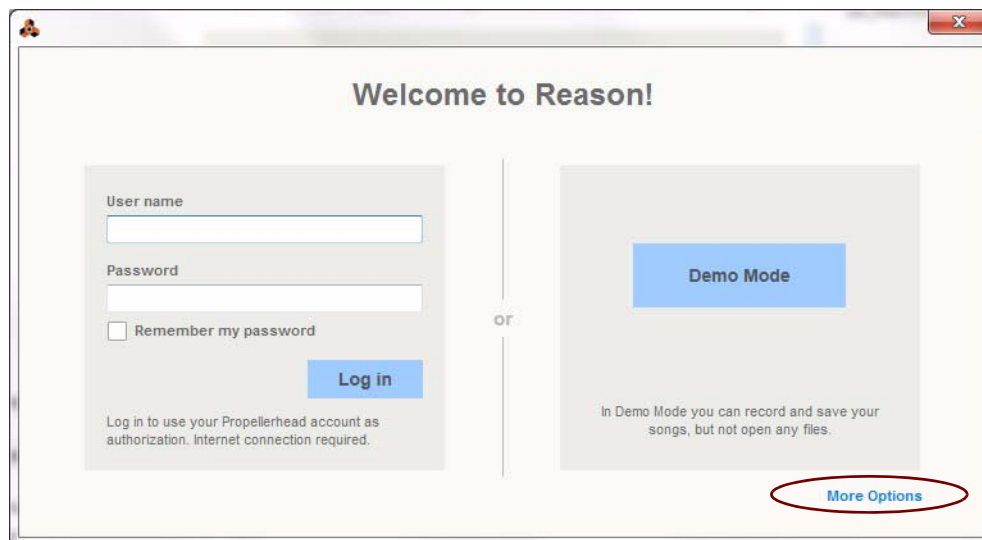 Welcome to Reason!
User name
Password
Remember my password
Log in
Log in to use your Propellerhead account as
authorization. Internet connection required.
or
Demo Mode
In Demo Mode you can record and save your
songs, but not open any files.
More Options